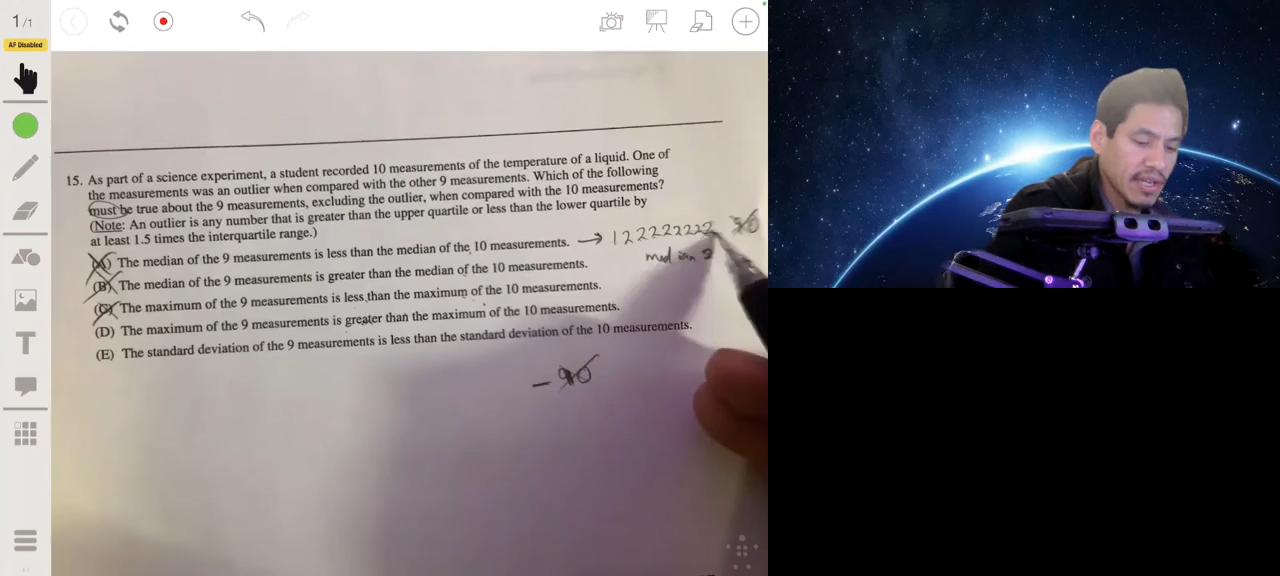 1/1
AF Disabled
15. As part of a science experiment, a student recorded 10 measurements of the temperature of a liquid. One of
the measurements was an outlier when compared with the other 9 measurements. Which of the following
must be true about the 9 measurements, excluding the outlier, when compared with the 10 measurements?
(Note: An outlier is any number that is greater than the upper quartile or less than the lower quartile by
at least 1.5 times the interquartile range.)
(A) The median of the 9 measurements is less than the median of the 10 measurements. → 122222222
median 2
(B) The median of the 9 measurements is greater than the median of the 10 measurements.
(C) The maximum of the 9 measurements is less than the maximum of the 10 measurements.
(D) The maximum of the 9 measurements is greater than the maximum of the 10 measurements.
(E) The standard deviation of the 9 measurements is less than the standard deviation of the 10 measurements.
T